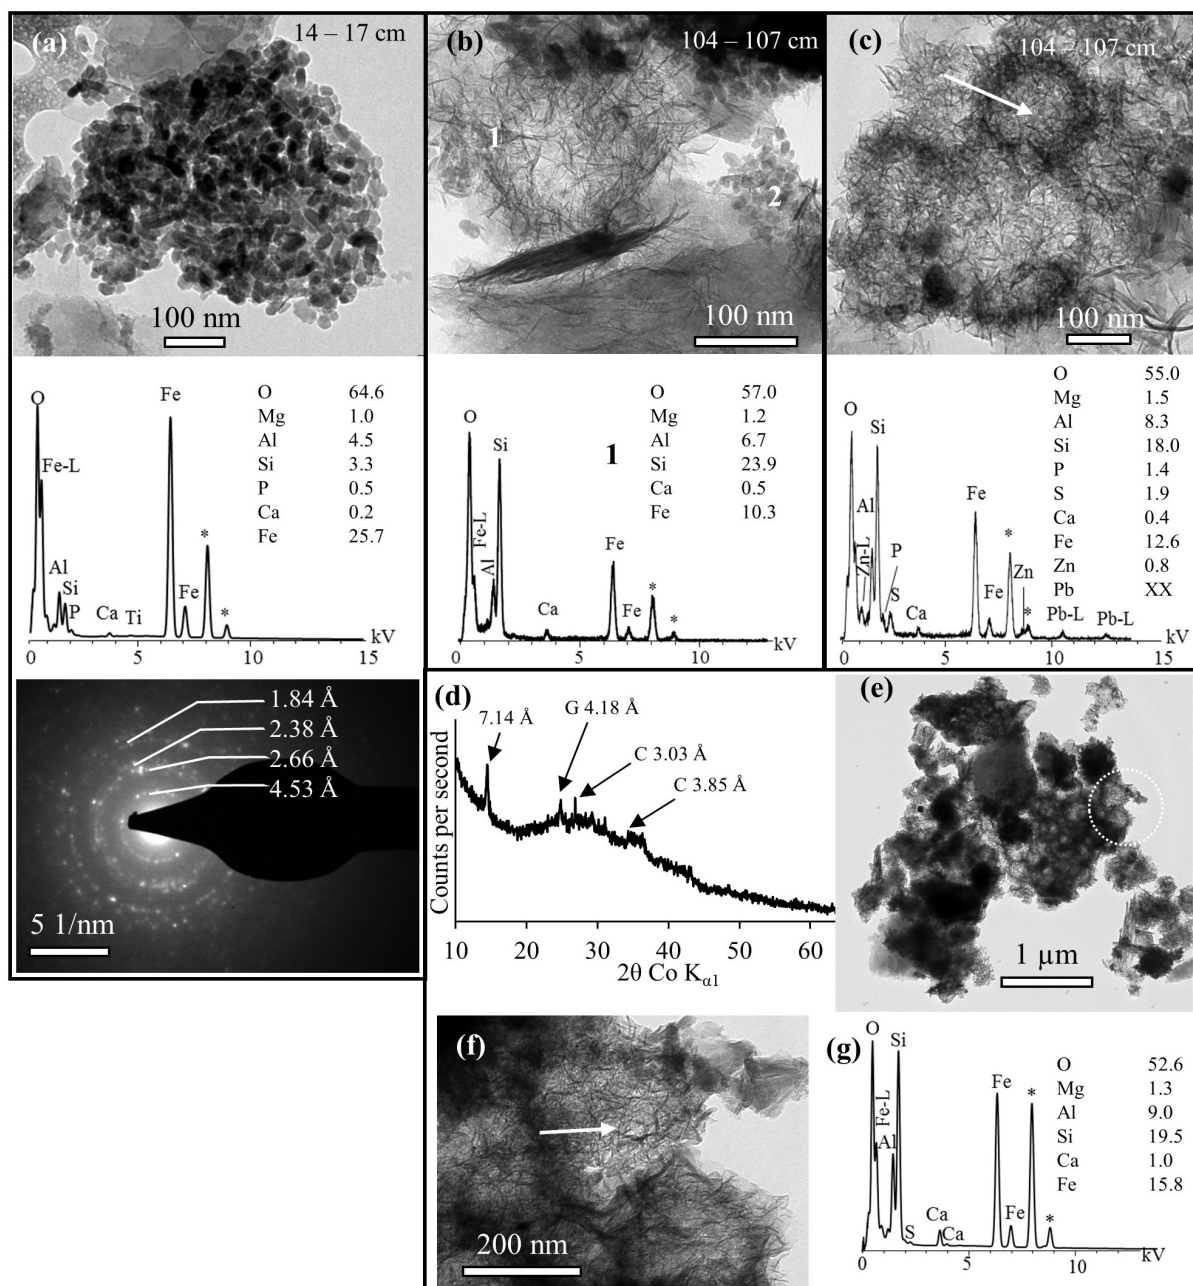 (a)
14 – 17 cm
100 nm
O
Fe-L
Al
Si
P
Ca
Ti
Fe
Fe
*
*
O 64.6
Mg 1.0
Al 4.5
Si 3.3
P 0.5
Ca 0.2
Fe 25.7
0 5 10 15
kV
1.84 Å
2.38 Å
2.66 Å
4.53 Å
5 1/nm
(b)
104 – 107 cm
1
2
100 nm
O
Fe-L
Al
Si
Ca
Fe
Fe
*
*
1
O 57.0
Mg 1.2
Al 6.7
Si 23.9
Ca 0.5
Fe 10.3
0 5 10
kV
(c)
104 – 107 cm
100 nm
O
Zn-L
Al
Si
P
S
Ca
Fe
Fe
*
Zn
*
Pb-L
Pb-L
O 55.0
Mg 1.5
Al 8.3
Si 18.0
P 1.4
S 1.9
Ca 0.4
Fe 12.6
Zn 0.8
Pb XX
0 5 10 15
kV
(d)
7.14 Å
G 4.18 Å
C 3.03 Å
C 3.85 Å
Counts per second
10 20 30 40 50 60
2θ Co Kα1
(e)
1 µm
(f)
200 nm
(g)
O
Fe-L
Al
Si
S
Ca
Ca
Fe
Fe
*
*
O 52.6
Mg 1.3
Al 9.0
Si 19.5
Ca 1.0
Fe 15.8
0 5 10
kV